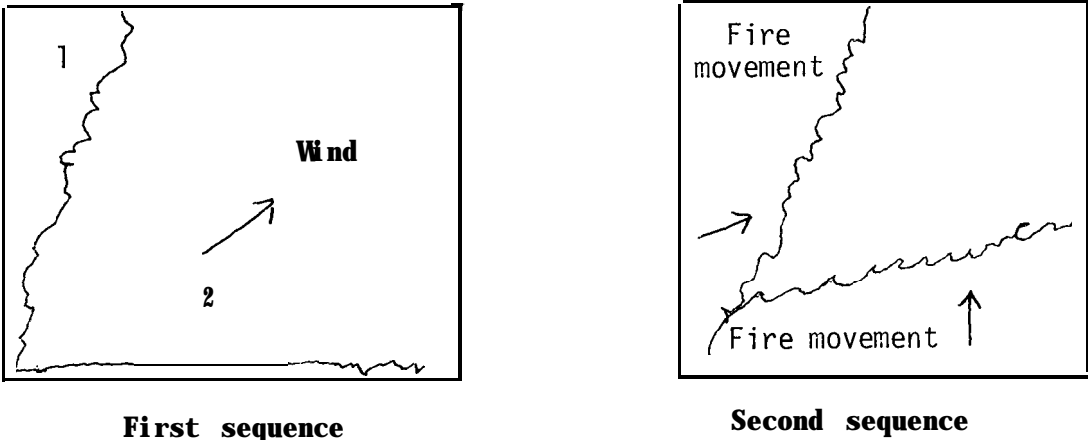 1
Wind
2
First sequence
Fire
movement
Fire movement
Second sequence